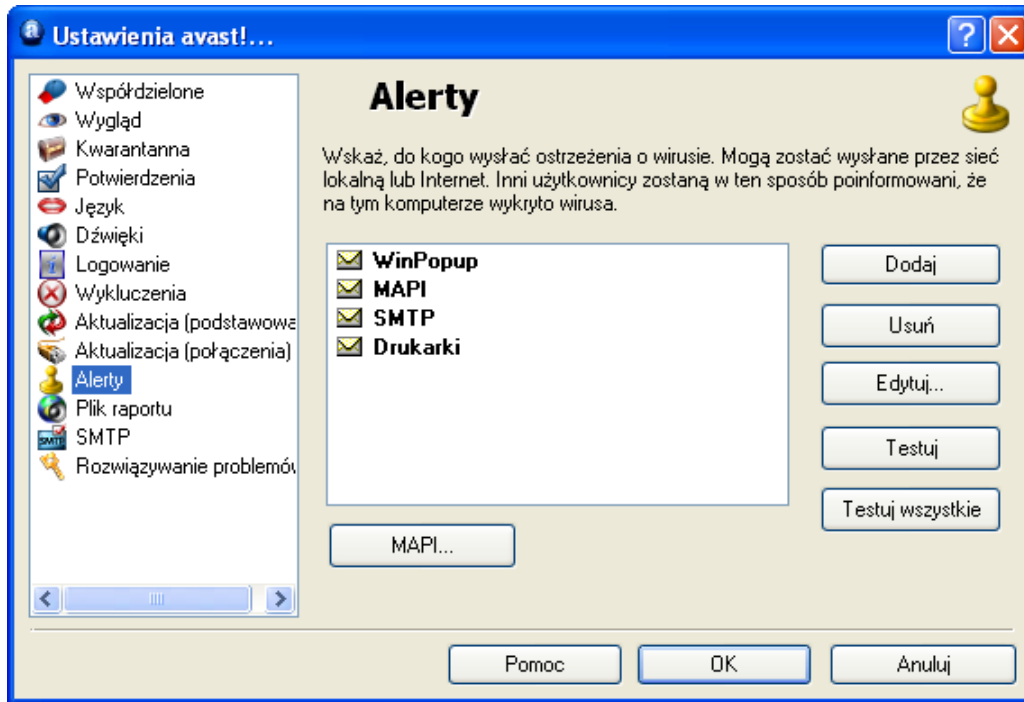 Ustawienia avast!...
Współdzielone
Wygląd
Kwarantanna
Potwierdzenia
Język
Dźwięki
Logowanie
Wykluczenia
Aktualizacja (podstawowa
Aktualizacja (połączenia)
Alerty
Plik raportu
SMTP
Rozwiązywanie problemów
Alerty
Wskaż, do kogo wysłać ostrzeżenia o wirusie. Mogą zostać wysłane przez sieć
lokalną lub Internet. Inni użytkownicy zostaną w ten sposób poinformowani, że
na tym komputerze wykryto wirusa.
WinPopup
MAPI
SMTP
Drukarki
Dodaj
Usuń
Edytuj...
Testuj
Testuj wszystkie
MAPI...
Pomoc
OK
Anuluj